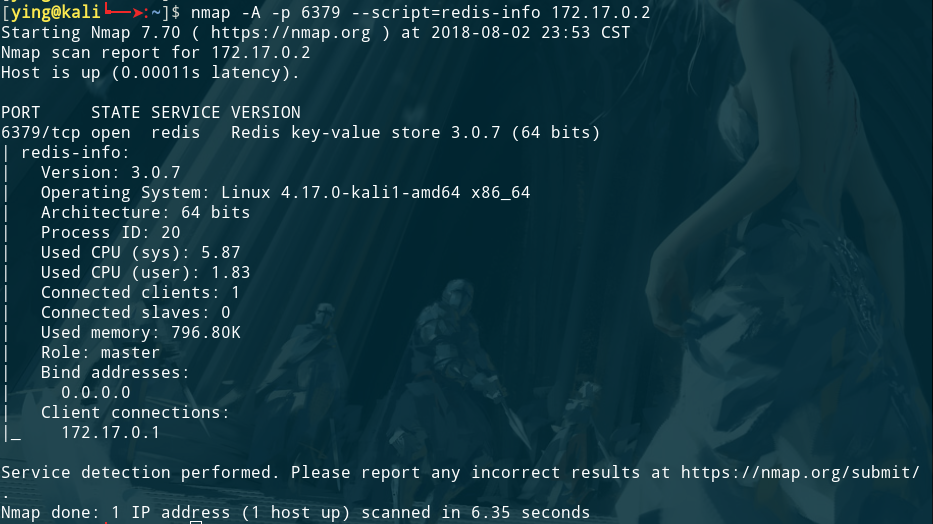 [ying@kali┗━━➤:~]$ nmap -A -p 6379 --script=redis-info 172.17.0.2
Starting Nmap 7.70 ( https://nmap.org ) at 2018-08-02 23:53 CST
Nmap scan report for 172.17.0.2
Host is up (0.00011s latency).
PORT     STATE SERVICE VERSION
6379/tcp open  redis   Redis key-value store 3.0.7 (64 bits)
| redis-info:
|   Version: 3.0.7
|   Operating System: Linux 4.17.0-kali1-amd64 x86_64
|   Architecture: 64 bits
|   Process ID: 20
|   Used CPU (sys): 5.87
|   Used CPU (user): 1.83
|   Connected clients: 1
|   Connected slaves: 0
|   Used memory: 796.80K
|   Role: master
|   Bind addresses:
|     0.0.0.0
|   Client connections:
|_    172.17.0.1
Service detection performed. Please report any incorrect results at https://nmap.org/submit/
.
Nmap done: 1 IP address (1 host up) scanned in 6.35 seconds